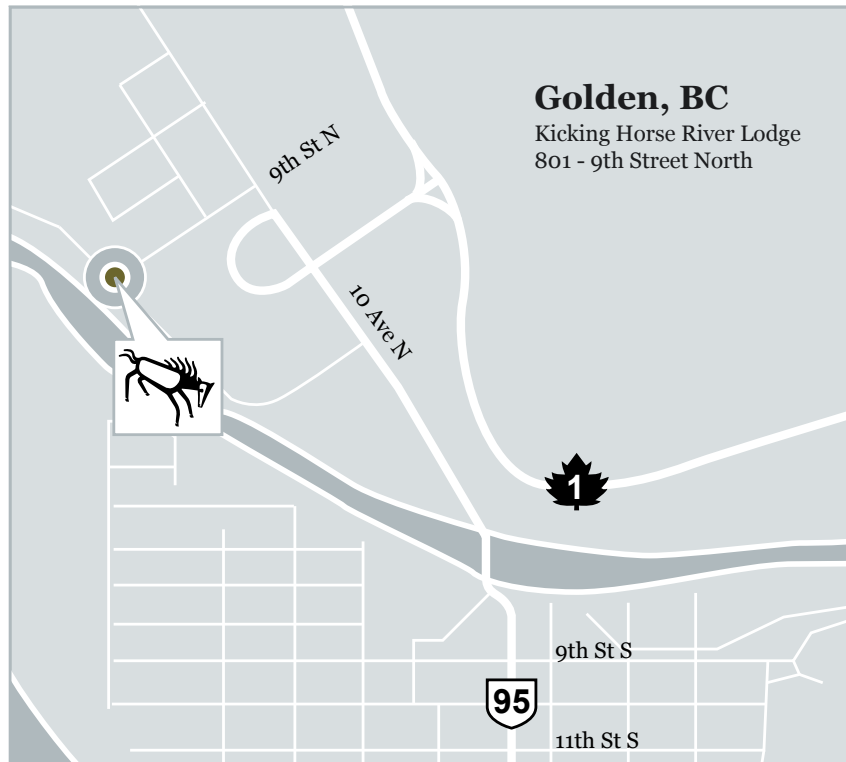 Golden, BC
Kicking Horse River Lodge
801 - 9th Street North
9th St N
10 Ave N
1
9th St S
95
11th St S